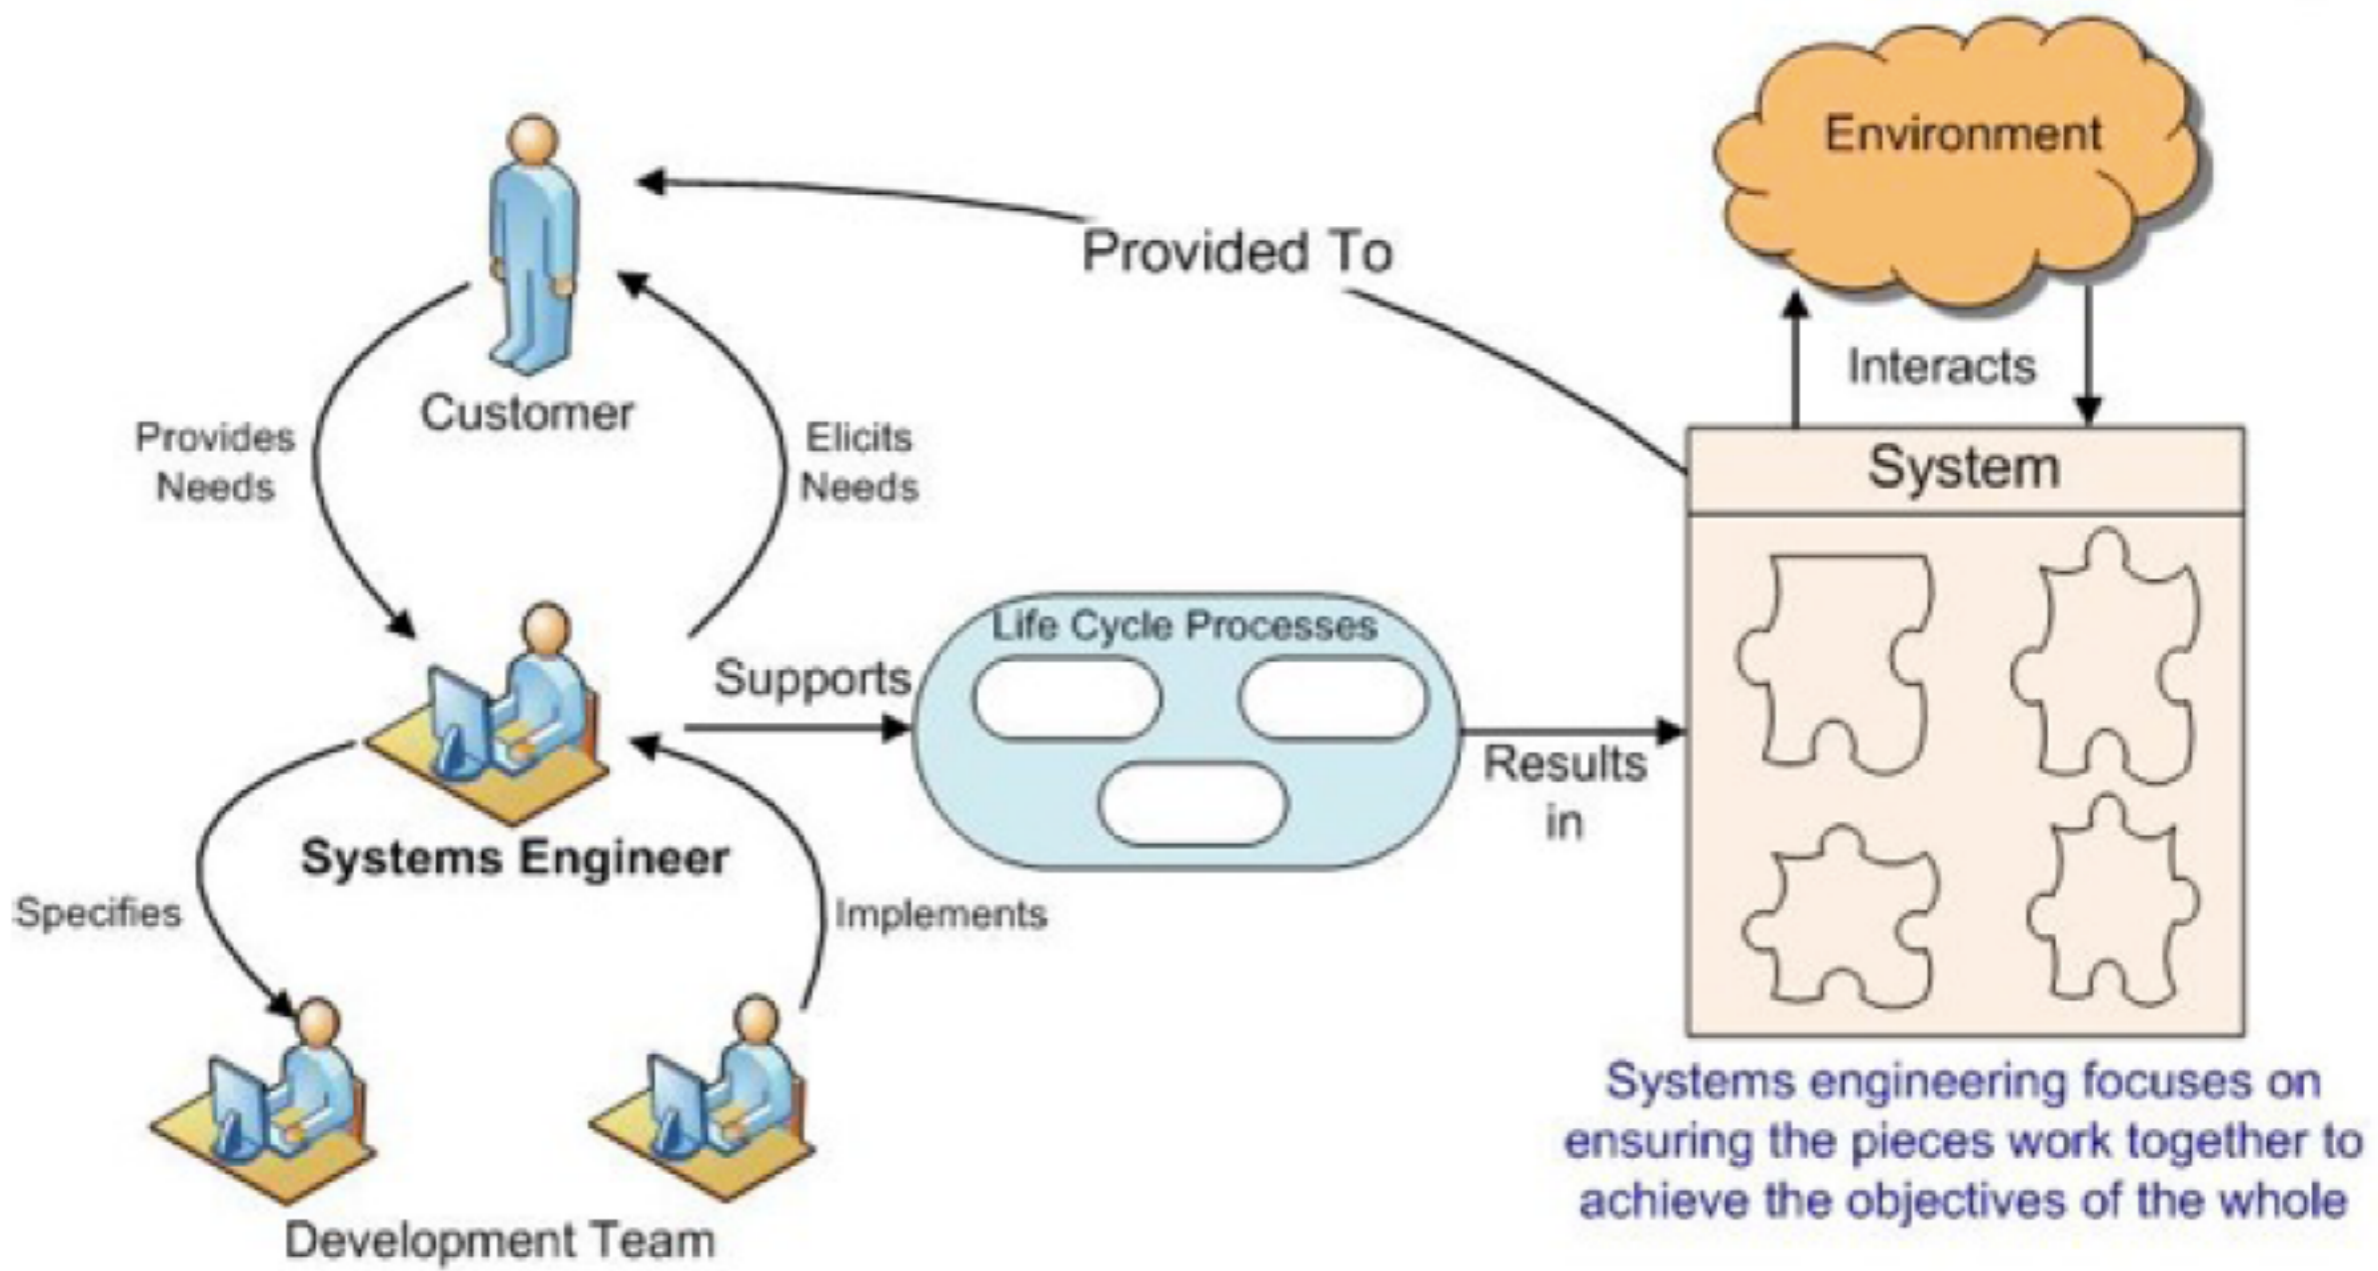 Environment
Provided To
Interacts
Customer
Provides
Needs
Elicits
Needs
System
Life Cycle Processes
Supports
Results
in
Systems Engineer
Specifies
Implements
Development Team
Systems engineering focuses on
ensuring the pieces work together to
achieve the objectives of the whole